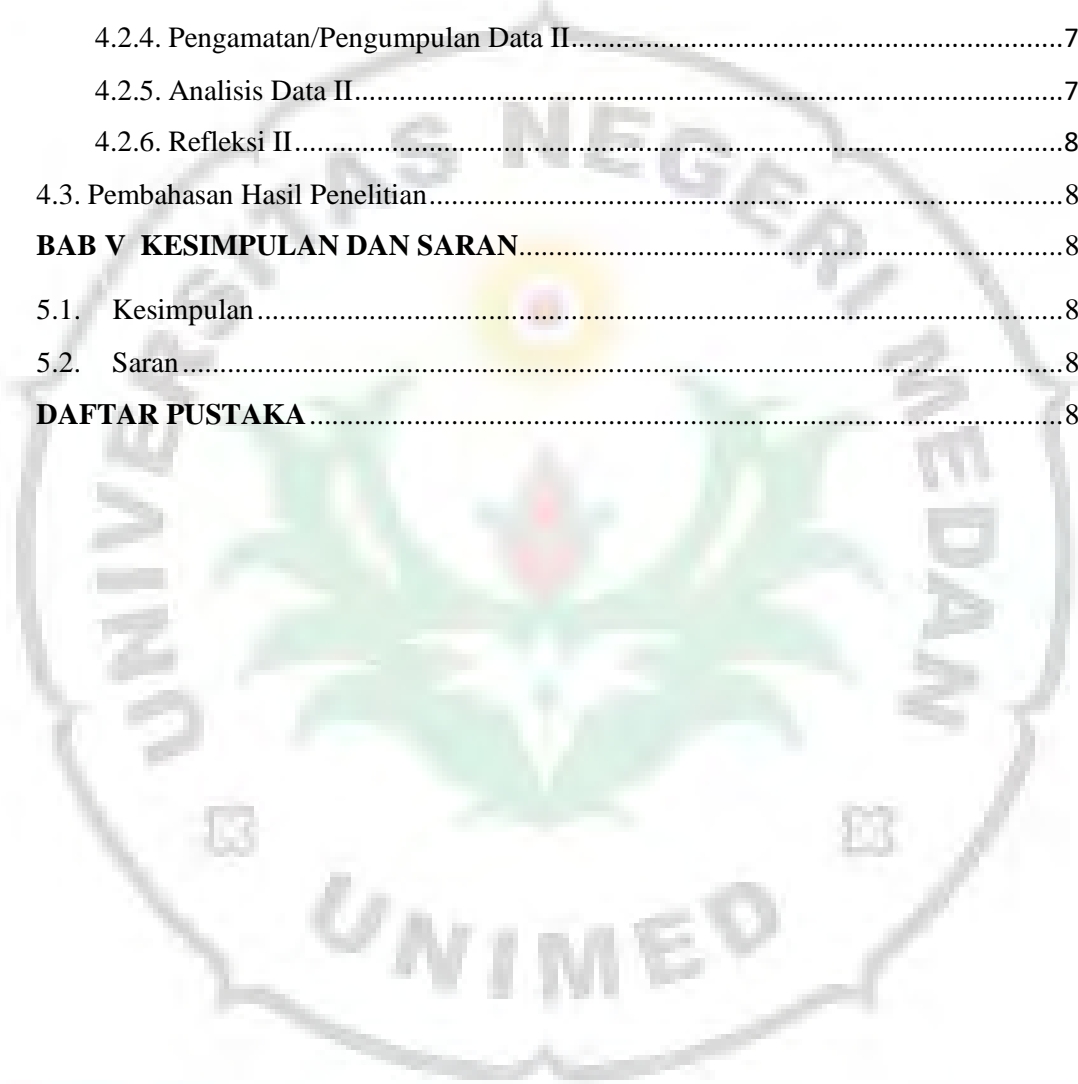 4.2.4. Pengamatan/Pengumpulan Data II..........7
4.2.5. Analisis Data II..........7
4.2.6. Refleksi II..........8
4.3. Pembahasan Hasil Penelitian..........8
BAB V KESIMPULAN DAN SARAN..........8
5.1. Kesimpulan..........8
5.2. Saran..........8
DAFTAR PUSTAKA..........8
UNIVERSITAS NEGERI MEDAN
UNIMED